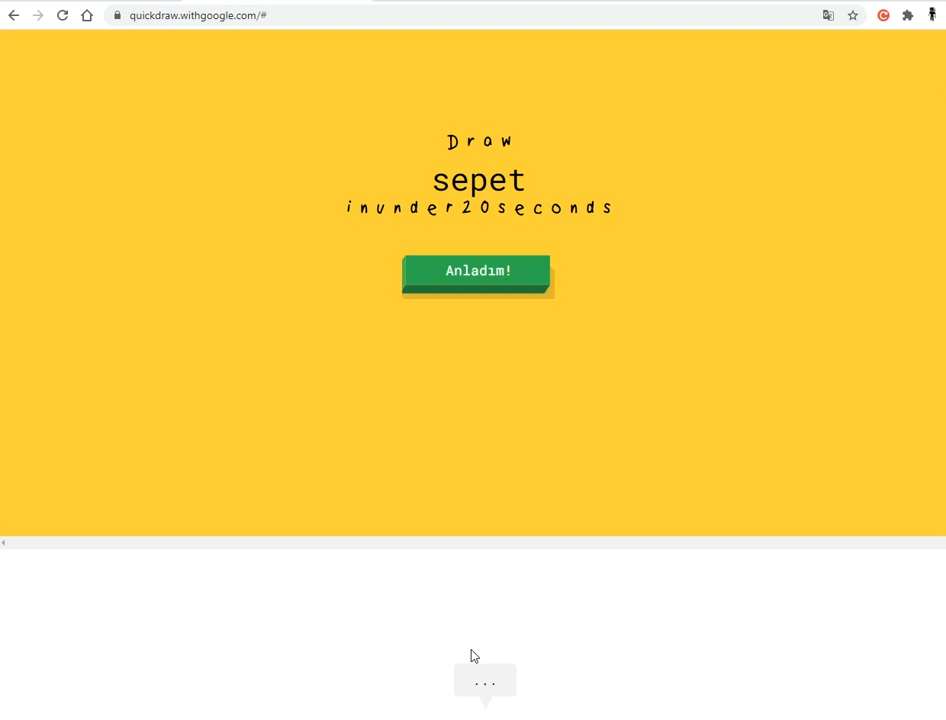 quickdraw.withgoogle.com/#
Draw
sepet
inunder20seconds
Anladım!
...